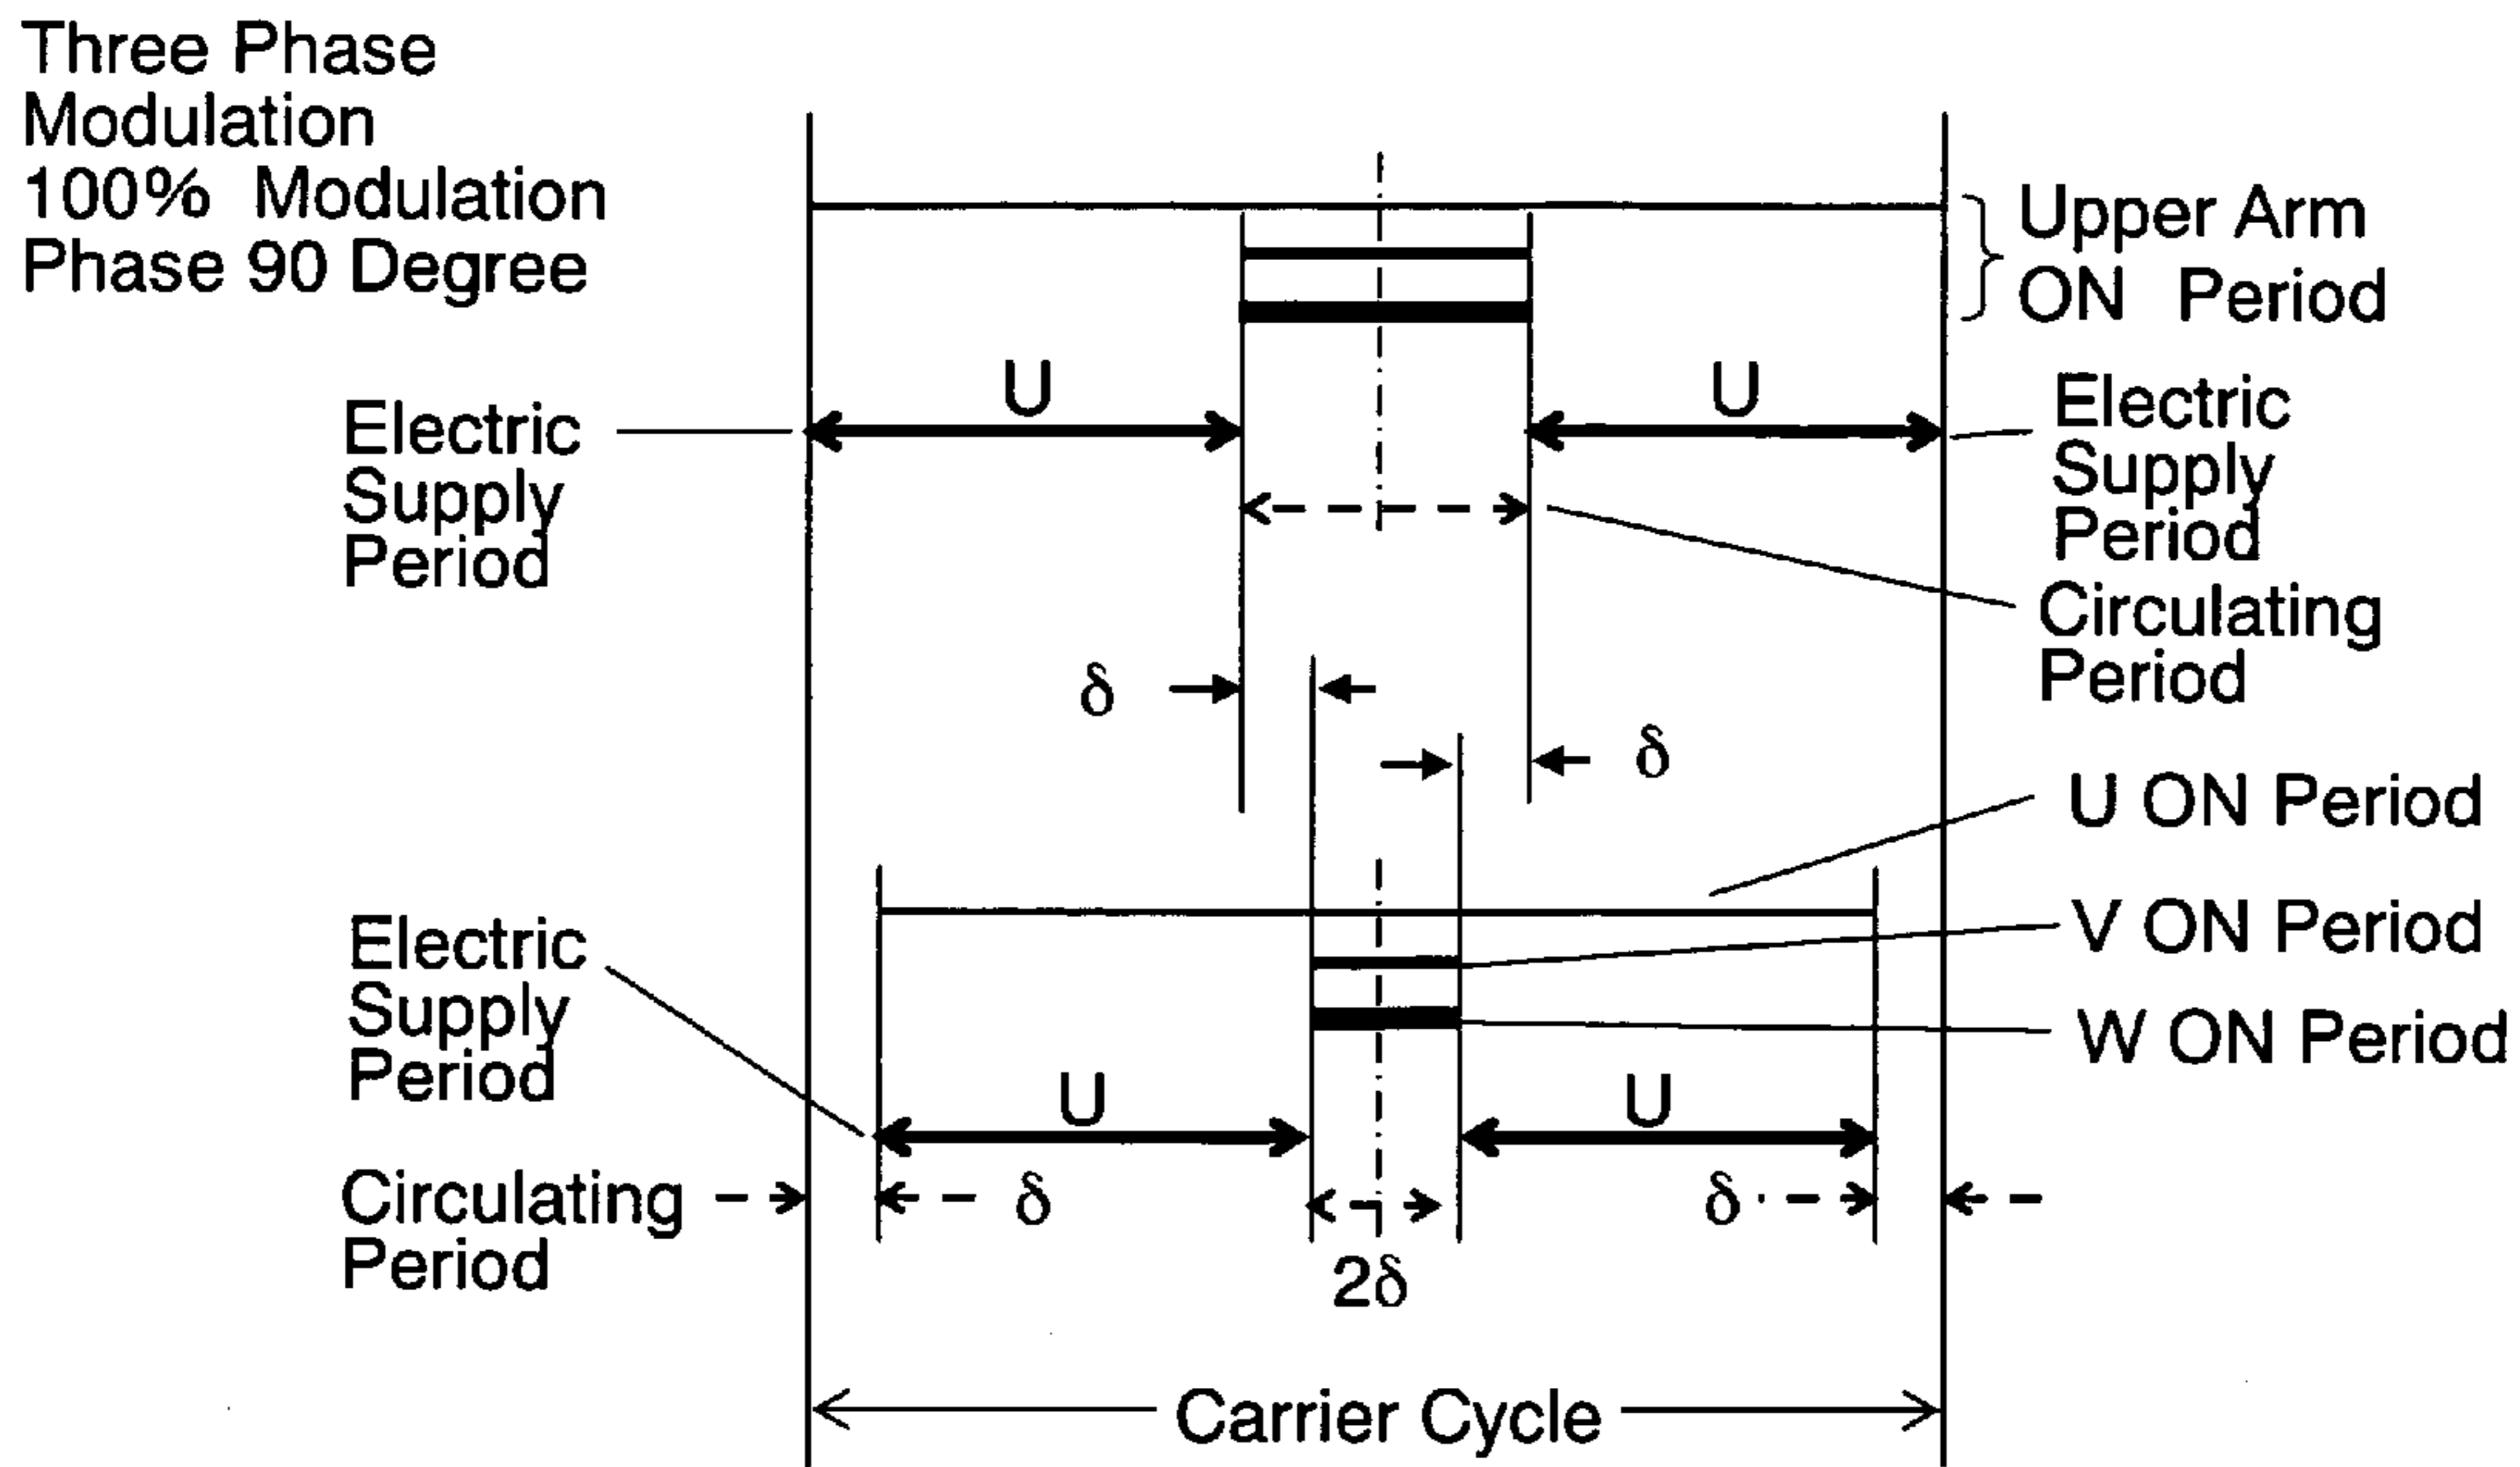 Three Phase
Modulation
100% Modulation
Phase 90 Degree
Upper Arm
ON Period
U
U
Electric
Supply
Period
Electric
Supply
Period
Circulating
Period
δ
δ
U ON Period
V ON Period
W ON Period
Electric
Supply
Period
U
U
Circulating
Period
δ
δ
2δ
Carrier Cycle